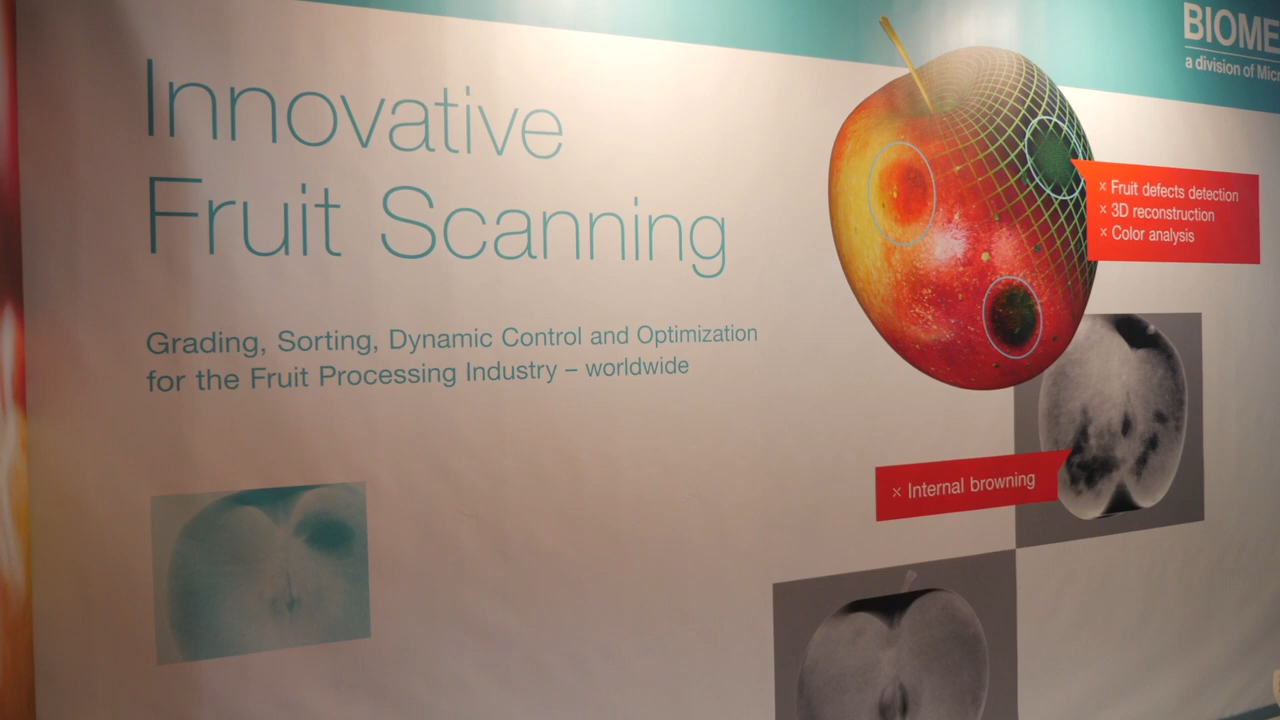 Innovative
Fruit Scanning
Grading, Sorting, Dynamic Control and Optimization
for the Fruit Processing Industry – worldwide
BIOME
a division of Mic
× Fruit defects detection
× 3D reconstruction
× Color analysis
× Internal browning